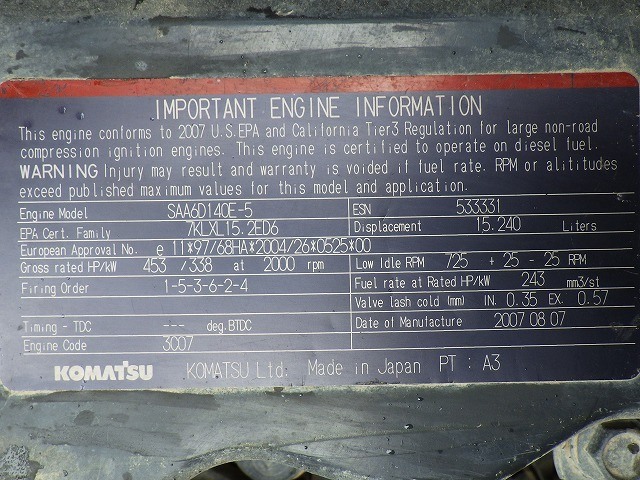 IMPORTANT ENGINE INFORMATION
This engine conforms to 2007 U.S.EPA and California Tier3 Regulation for large non-road
compression ignition engines. This engine is certified to operate on diesel fuel.
WARNING Injury may result and warranty is voided if fuel rate. RPM or alititudes
exceed published maximum values for this model and application.
Engine Model SAA6D140E-5 ESN 533331
EPA Cert. Family 7KLXL15.2ED6 Displacement 15.240 Liters
European Approval No. e 11*97/68HA*2004/26*0525*00
Gross rated HP/kW 453 /338 at 2000 rpm Low Idle RPM 725 + 25 - 25 RPM
Firing Order 1-5-3-6-2-4 Fuel rate at Rated HP/kW 243 mm3/st
Valve lash cold (mm) IN. 0.35 EX. 0.57
Timing - TDC --- deg.BTDC Date of Manufacture 2007 08 07
Engine Code 3007
KOMATSU KOMATSU Ltd. Made in Japan PT : A3